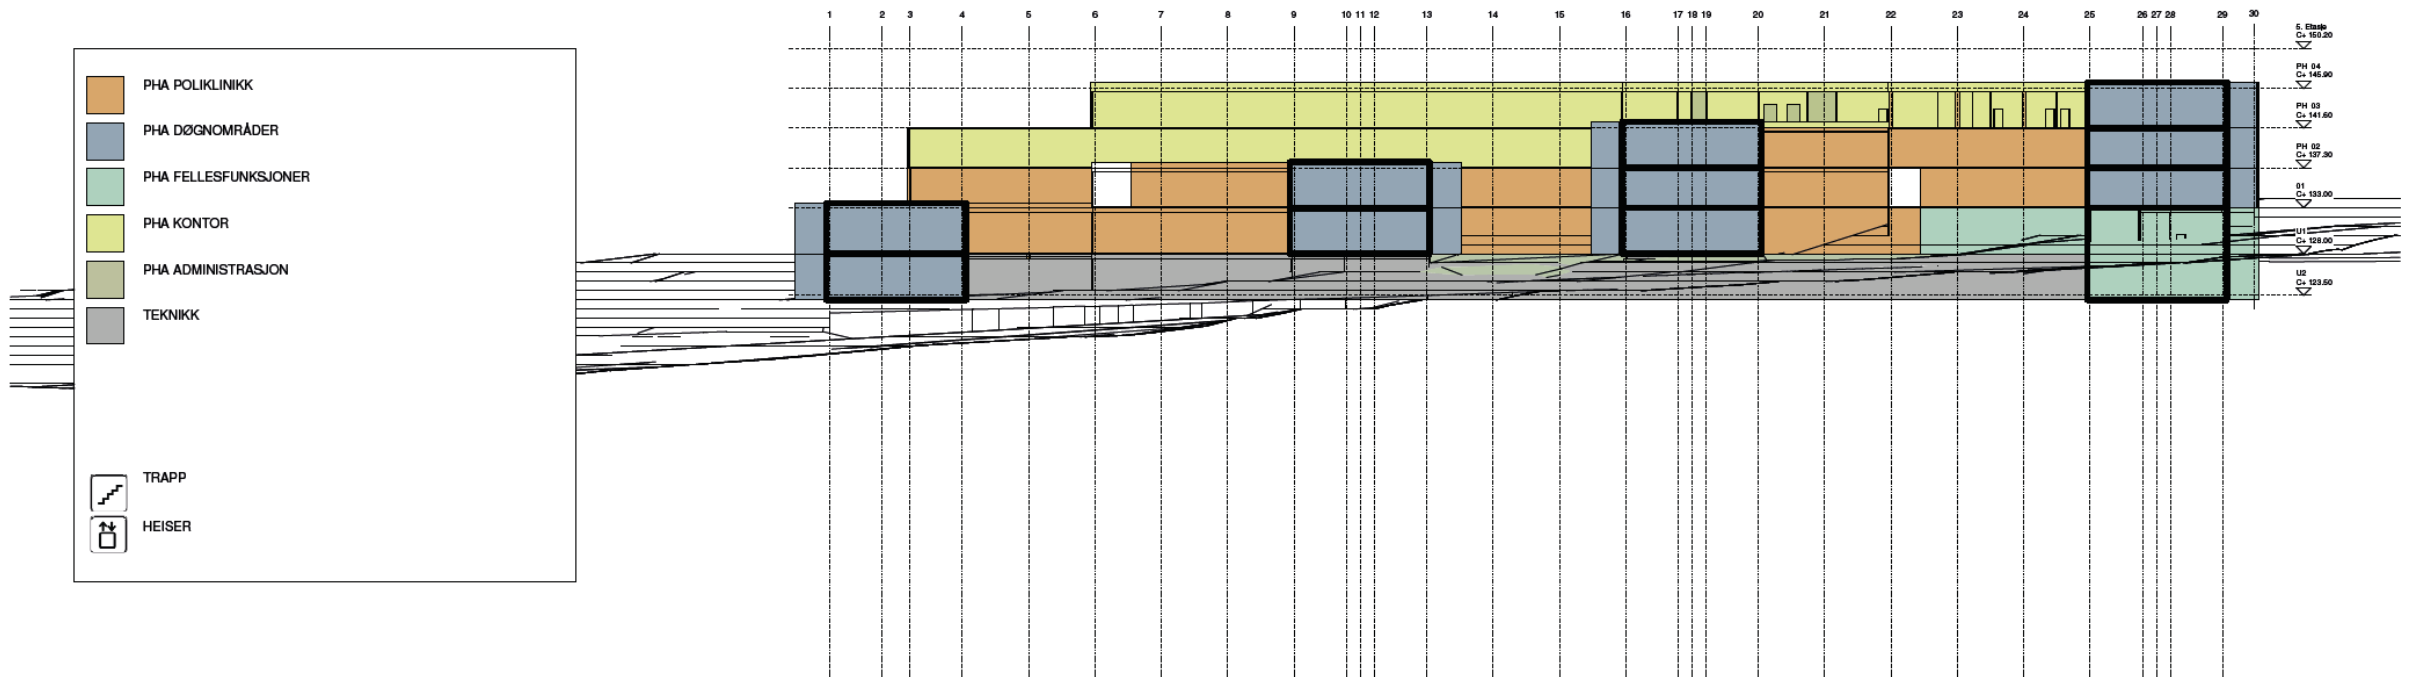 1 2 3 4 5 6 7 8 9 10 11 12 13 14 15 16 17 18 19 20 21 22 23 24 25 26 27 28 29 30
5. Etasje
C+ 150.20
PH 04
C+ 145.90
PH 03
C+ 141.60
PH 02
C+ 137.30
01
C+ 133.00
U1
C+ 128.00
U2
C+ 123.50
PHA POLIKLINIKK
PHA DØGNOMRÅDER
PHA FELLESFUNKSJONER
PHA KONTOR
PHA ADMINISTRASJON
TEKNIKK
TRAPP
HEISER